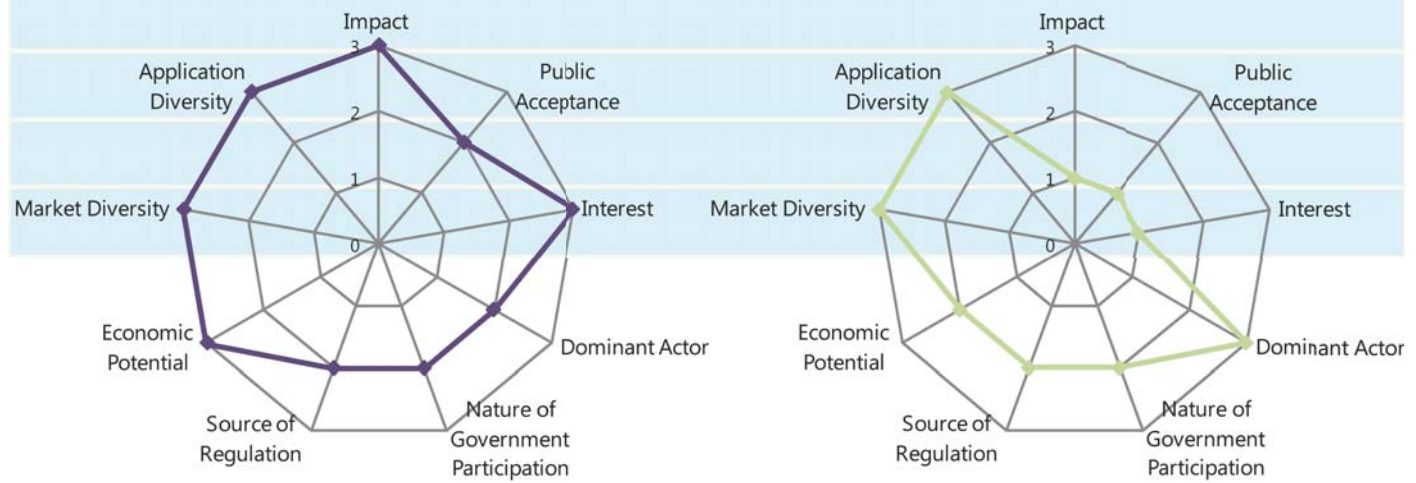 Impact
3
Application
Diversity
Public
Acceptance
2
1
Market Diversity
Interest
0
Economic
Potential
Dominant Actor
Source of
Regulation
Nature of
Government
Participation
Impact
3
Application
Diversity
Public
Acceptance
2
1
Market Diversity
Interest
0
Economic
Potential
Dominant Actor
Source of
Regulation
Nature of
Government
Participation